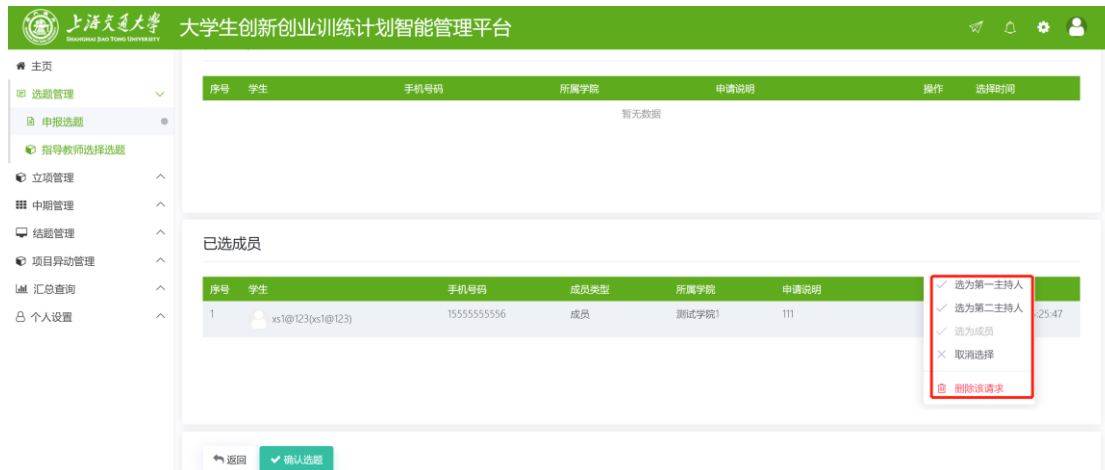 上海交通大学 大学生创新创业训练计划智能管理平台
SHANGHAI JIAO TONG UNIVERSITY
主页
选题管理
申报选题
指导教师选择选题
立项管理
中期管理
结题管理
项目异动管理
汇总查询
个人设置
序号 学生 手机号码 所属学院 申请说明 操作 选择时间
暂无数据
已选成员
序号 学生 手机号码 成员类型 所属学院 申请说明
1 xs1@123(xs1@123) 15555555556 成员 测试学院1 111 :25:47
选为第一主持人
选为第二主持人
选为成员
取消选择
删除该请求
返回 确认选题